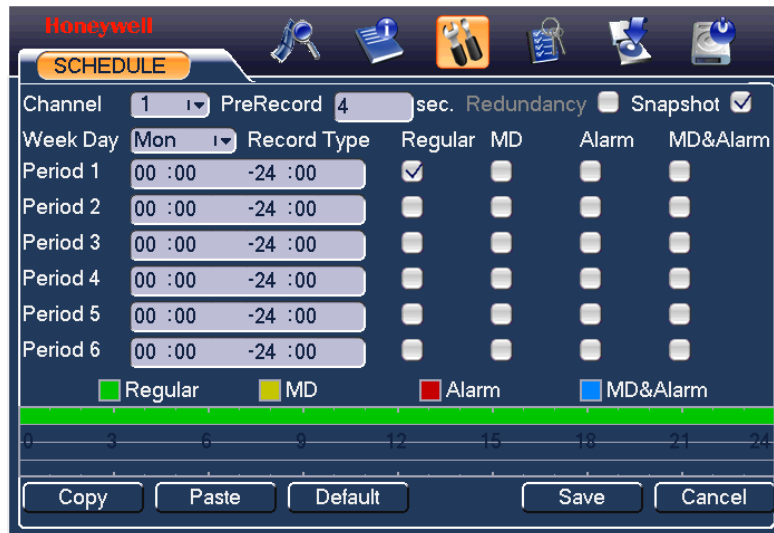 Honeywell
SCHEDULE
Channel 1 PreRecord 4 sec. Redundancy Snapshot
Week Day Mon Record Type Regular MD Alarm MD&Alarm
Period 1 00 :00 -24 :00
Period 2 00 :00 -24 :00
Period 3 00 :00 -24 :00
Period 4 00 :00 -24 :00
Period 5 00 :00 -24 :00
Period 6 00 :00 -24 :00
Regular MD Alarm MD&Alarm
0 3 6 9 12 15 18 21 24
Copy Paste Default Save Cancel